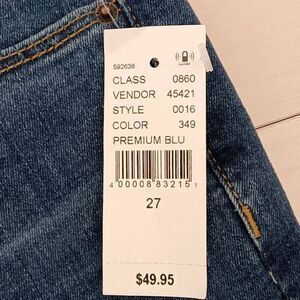 592636
CLASS 0860
VENDOR 45421
STYLE 0016
COLOR 349
PREMIUM BLU
4 00008 83215 1
27
$49.95